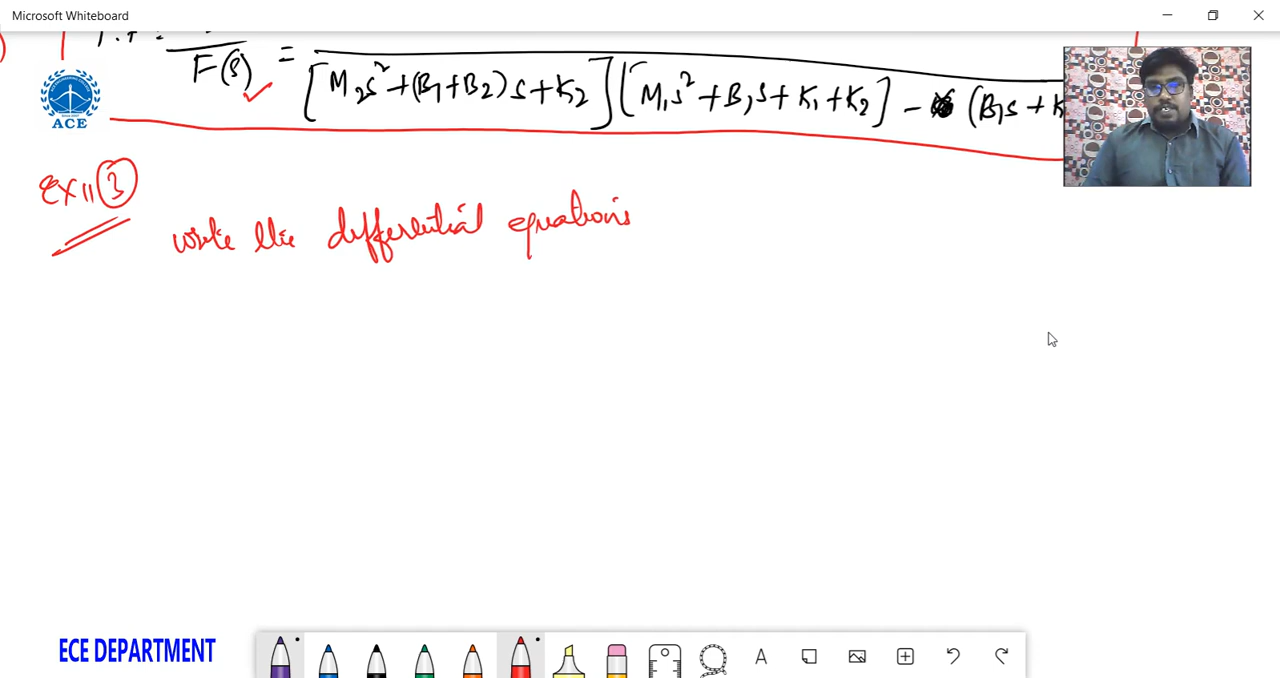 Microsoft Whiteboard
F(s) =
[M₂s²+(B₁+B₂)s+K₂][M₁s²+B₁s+K₁+K₂] - (B₁s+K
ACE
Ex11 3
write the differential equations
ECE DEPARTMENT
A